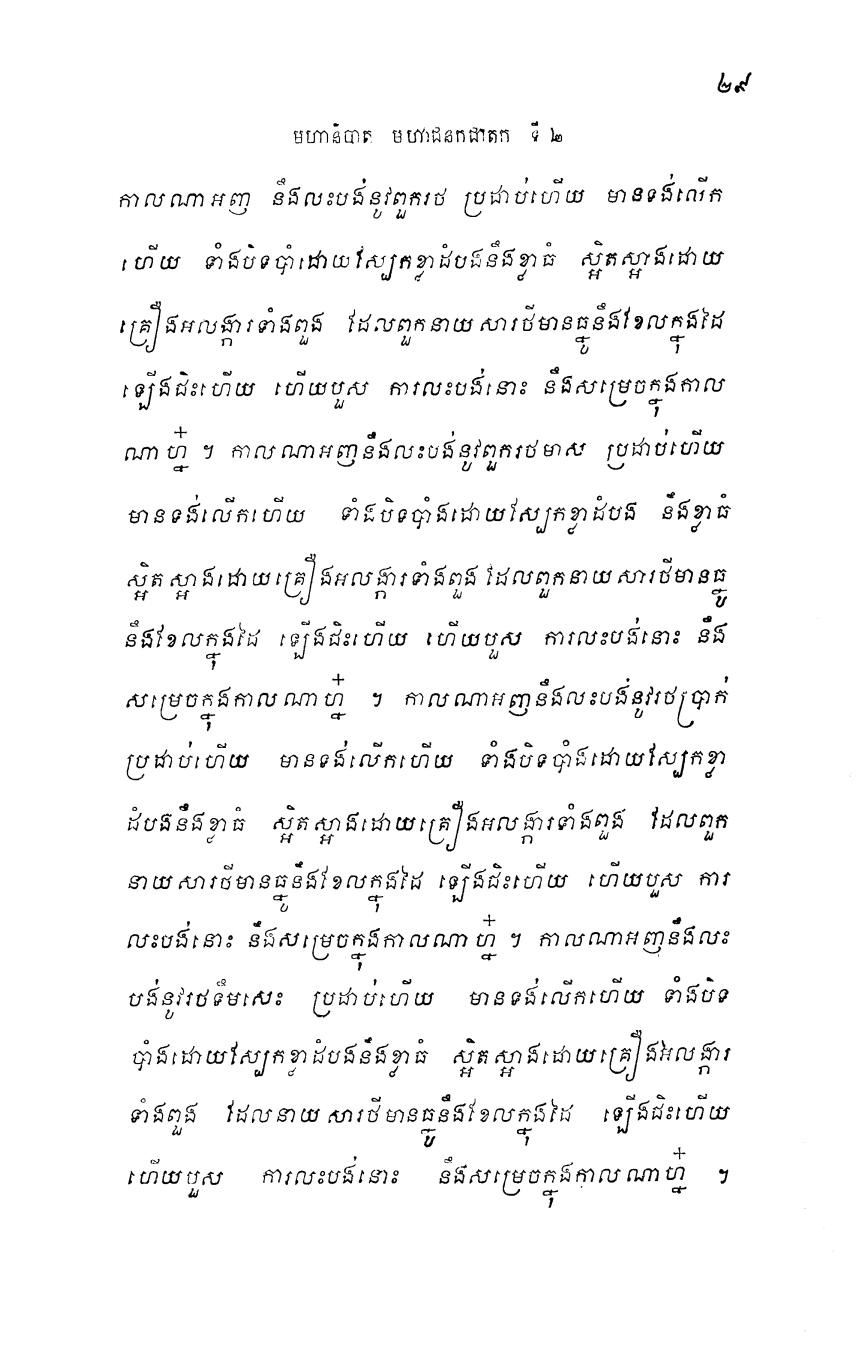 ២៩
មហានិបាត មហាជនកជាតក ទី ២
កាលណាអញ នឹងលះបង់នូវពួករថ ប្រដាប់ហើយ មានទង់លើក
ហើយ ទាំងបិទបាំដោយស្បែកខ្លាដំបងនឹងខ្លាធំ ស្អិតស្អាងដោយ
គ្រឿងអលង្ការទាំងពួង ដែលពួកនាយសារថីមានធ្នូនឹងខែលក្នុងដៃ
ឡើងជិះហើយ ហើយបួស ការលះបង់នោះ នឹងសម្រេចក្នុងកាល
ណាហ្ន៎ ។ កាលណាអញនឹងលះបង់នូវពួករថមាស ប្រដាប់ហើយ
មានទង់លើកហើយ ទាំងបិទបាំងដោយស្បែកខ្លាដំបង នឹងខ្លាធំ
ស្អិតស្អាងដោយគ្រឿងអលង្ការទាំងពួង ដែលពួកនាយសារថីមានធ្នូ
នឹងខែលក្នុងដៃ ឡើងជិះហើយ ហើយបួស ការលះបង់នោះ នឹង
សម្រេចក្នុងកាលណាហ្ន៎ ។ កាលណាអញនឹងលះបង់នូវរថប្រាក់
ប្រដាប់ហើយ មានទង់លើកហើយ ទាំងបិទបាំងដោយស្បែកខ្លា
ដំបងនឹងខ្លាធំ ស្អិតស្អាងដោយគ្រឿងអលង្ការទាំងពួង ដែលពួក
នាយសារថីមានធ្នូនឹងខែលក្នុងដៃ ឡើងជិះហើយ ហើយបួស ការ
លះបង់នោះ នឹងសម្រេចក្នុងកាលណាហ្ន៎ ។ កាលណាអញនឹងលះ
បង់នូវរថទឹមសេះ ប្រដាប់ហើយ មានទង់លើកហើយ ទាំងបិទ
បាំងដោយស្បែកខ្លាដំបងនឹងខ្លាធំ ស្អិតស្អាងដោយគ្រឿងអលង្ការ
ទាំងពួង ដែលនាយសារថីមានធ្នូនឹងខែលក្នុងដៃ ឡើងជិះហើយ
ហើយបួស ការលះបង់នោះ នឹងសម្រេចក្នុងកាលណាហ្ន៎ ។